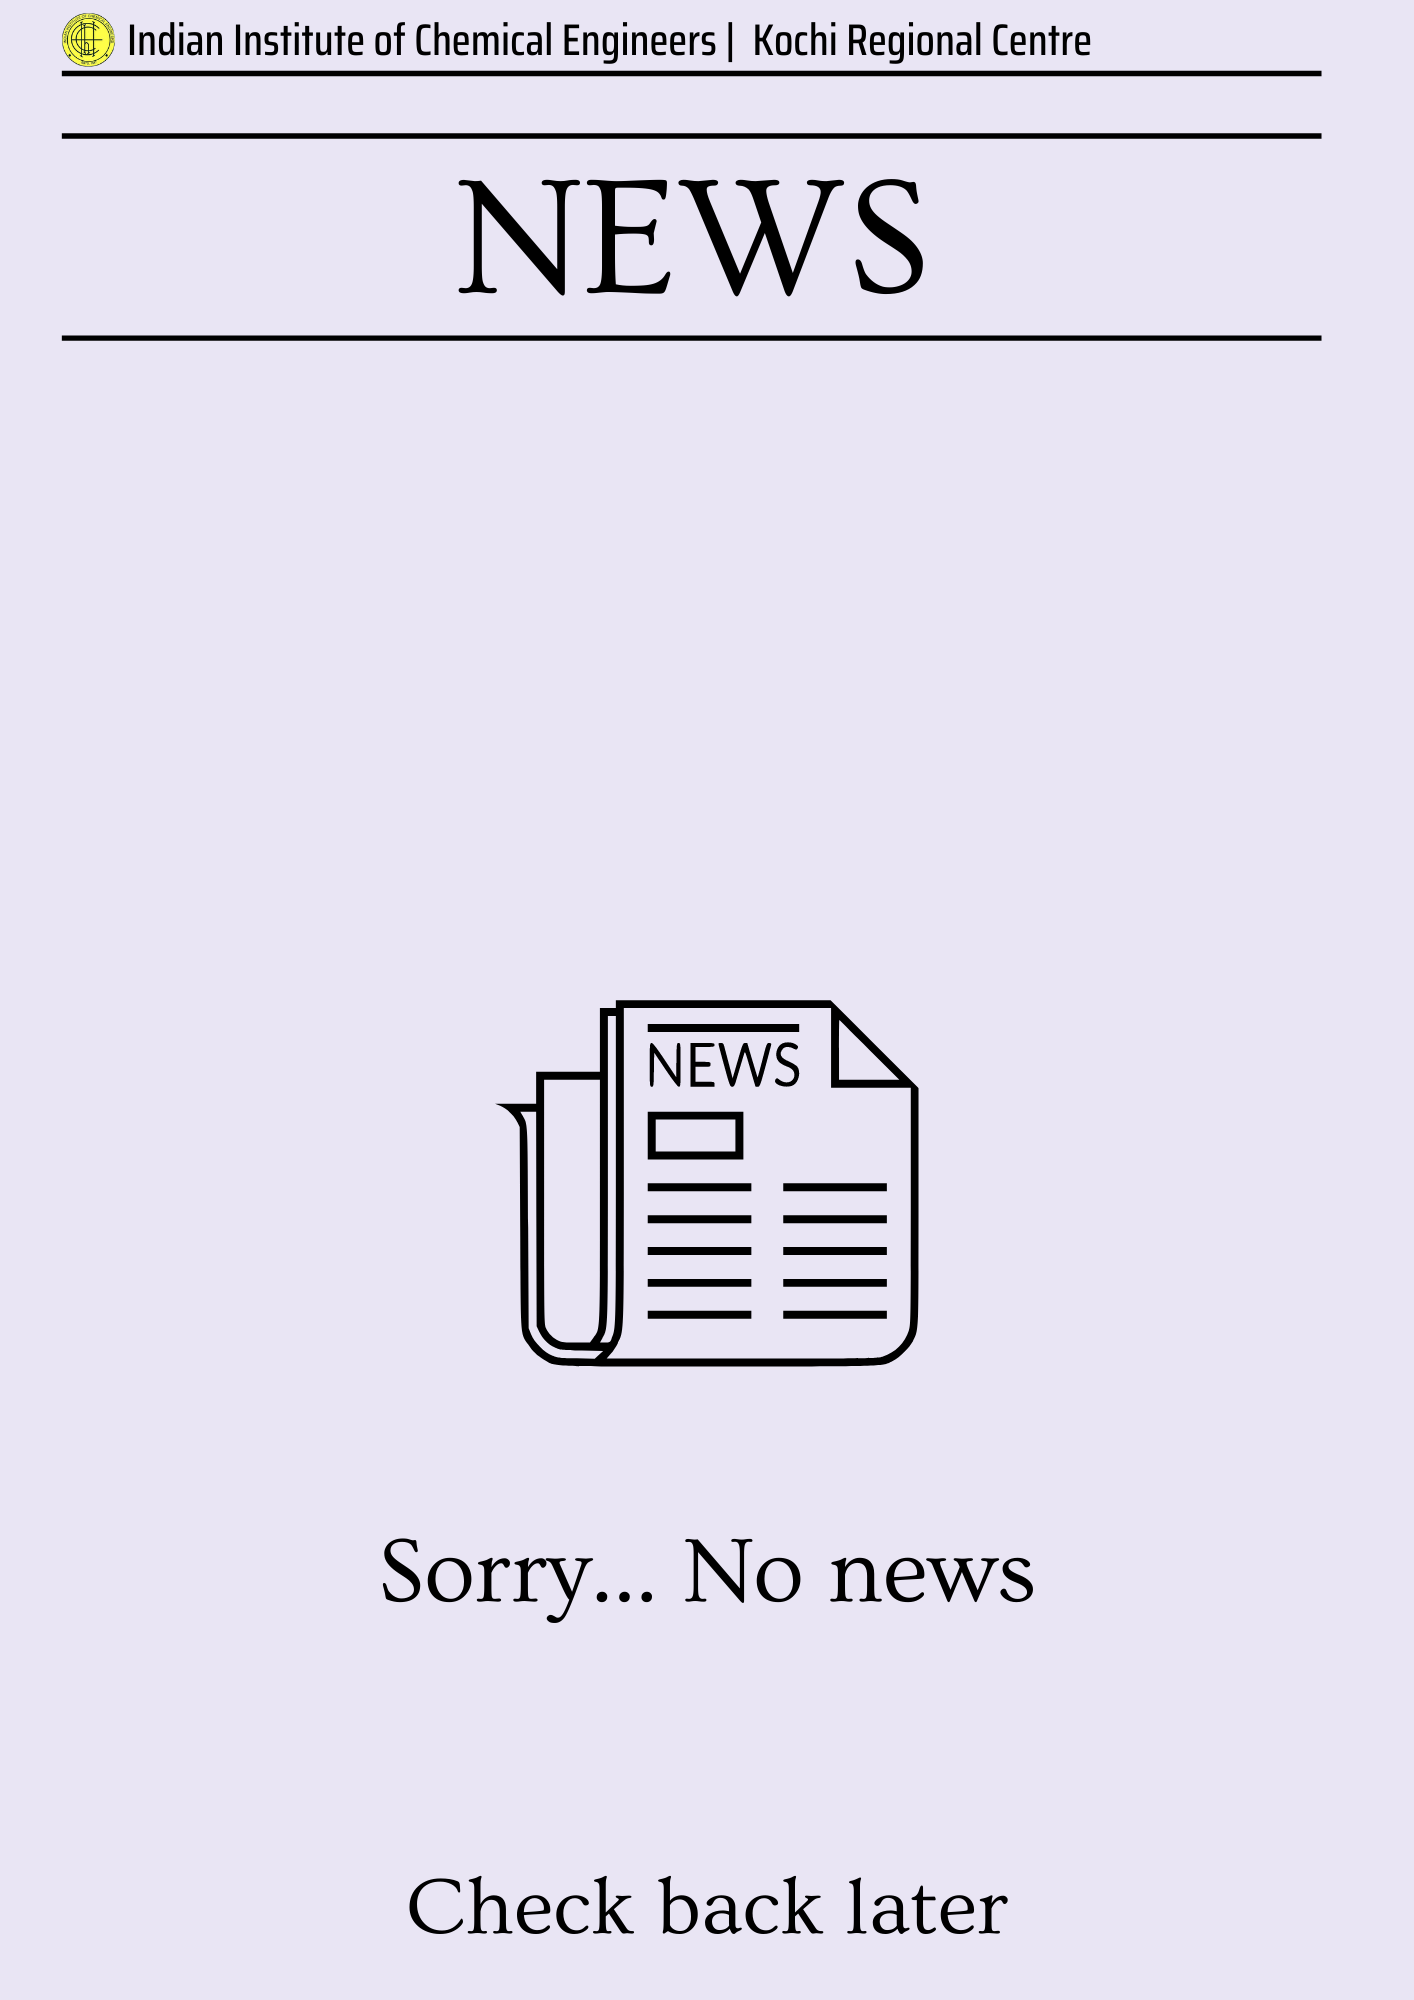 Indian Institute of Chemical Engineers | Kochi Regional Centre
NEWS
NEWS
Sorry... No news
Check back later